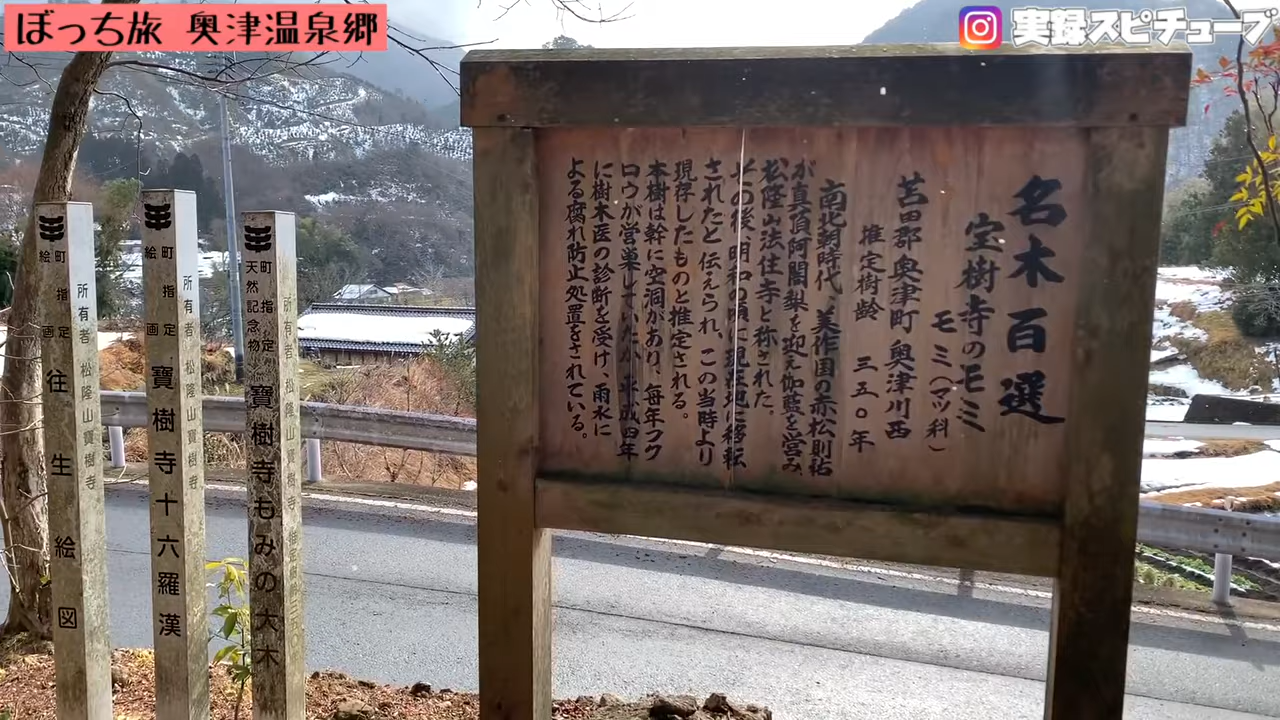 ぼっち旅 奥津温泉郷
実録スピチューブ
名木百選
宝樹寺のモミ
モミ(マツ科)
苫田郡奥津町奥津川西
推定樹齢 三五〇年
南北朝時代、美作国の赤松則祐
が真頂阿闍梨を迎え伽藍を営み
松隆山法住寺と称された。
その後、明和の頃に現在地に移転
されたと伝えられ、この当時より
現存したものと推定される。
本樹は幹に空洞があり、毎年フク
ロウが営巣していたが、平成四年
に樹木医の診断を受け、雨水に
よる腐れ防止処置をされている。
所有者 松隆山寶樹寺
町指定
天然記念物
寶樹寺もみの大木
所有者 松隆山寶樹寺
町指定
絵画
寶樹寺十六羅漢
所有者 松隆山寶樹寺
町指定
絵画
往生絵図